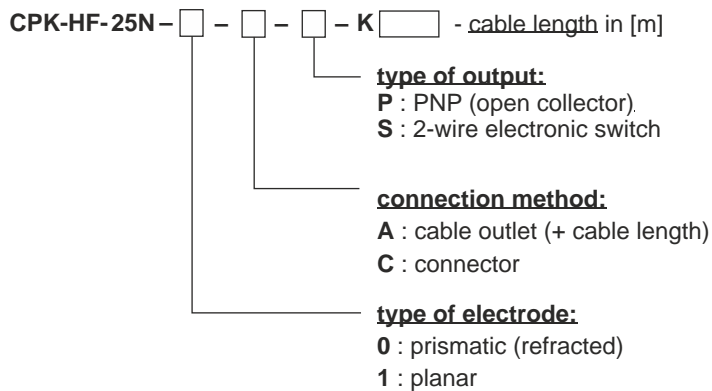 CPK-HF-25N – – – – K - cable length in [m]
type of output:
P : PNP (open collector).
S : 2-wire electronic switch
connection method:
A : cable outlet (+ cable length)
C : connector
type of electrode:
0 : prismatic (refracted)
1 : planar